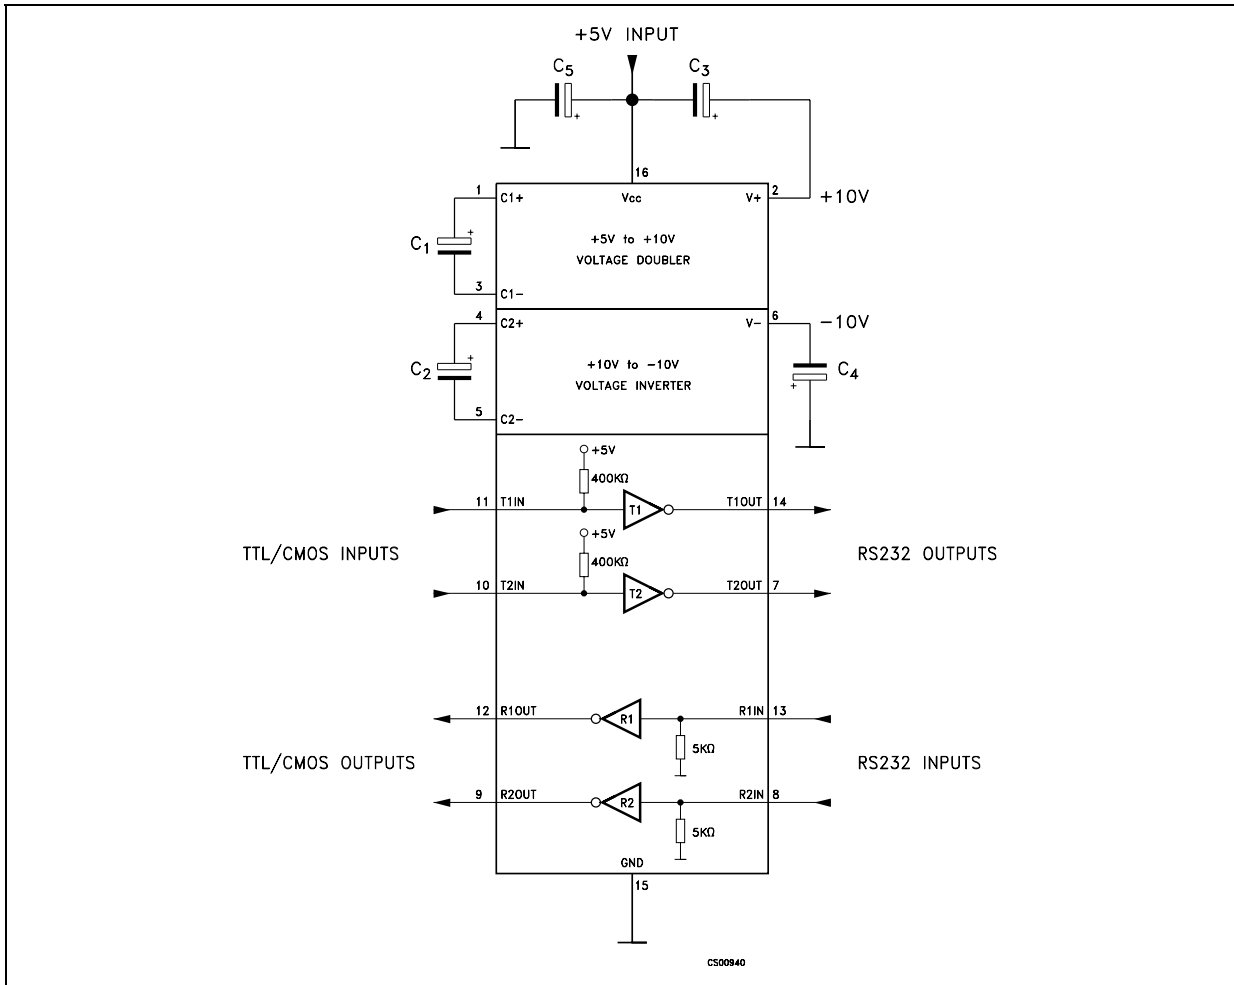 +5V INPUT
C5 C3
+ +
16
1 C1+ Vcc V+ 2 +10V
C1 +
+5V to +10V
VOLTAGE DOUBLER
3 C1-
4 C2+ V- 6 -10V
C2 +
+10V to -10V
VOLTAGE INVERTER
C4
+
5 C2-
+5V
400KΩ
11 T1IN T1 T1OUT 14
+5V
TTL/CMOS INPUTS RS232 OUTPUTS
400KΩ
10 T2IN T2 T2OUT 7
12 R1OUT R1 R1IN 13
5KΩ
TTL/CMOS OUTPUTS RS232 INPUTS
9 R2OUT R2 R2IN 8
5KΩ
GND
15
CS00940